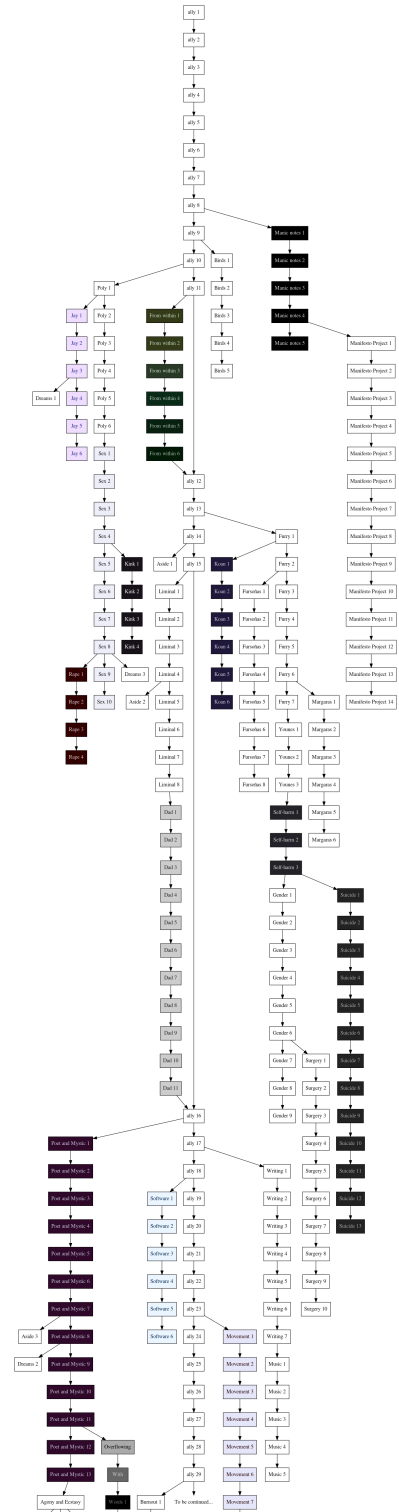 ally 1
ally 2
ally 3
ally 4
ally 5
ally 6
ally 7
ally 8
ally 9 Manic notes 1
ally 10 Birds 1 Manic notes 2
Poly 1 ally 11 Birds 2 Manic notes 3
Jay 1 Poly 2 From within 1 Birds 3 Manic notes 4
Jay 2 Poly 3 From within 2 Birds 4 Manic notes 5 Manifesto Project 1
Jay 3 Poly 4 From within 3 Birds 5 Manifesto Project 2
Dreams 1 Jay 4 Poly 5 From within 4 Manifesto Project 3
Jay 5 Poly 6 From within 5 Manifesto Project 4
Jay 6 Sex 1 From within 6 Manifesto Project 5
Sex 2 ally 12 Manifesto Project 6
Sex 3 ally 13 Manifesto Project 7
Sex 4 ally 14 Furry 1 Manifesto Project 8
Sex 5 Kink 1 Aside 1 ally 15 Koan 1 Furry 2 Manifesto Project 9
Sex 6 Kink 2 Liminal 1 Koan 2 Fursoñas 1 Furry 3 Manifesto Project 10
Sex 7 Kink 3 Liminal 2 Koan 3 Fursoñas 2 Furry 4 Manifesto Project 11
Sex 8 Kink 4 Liminal 3 Koan 4 Fursoñas 3 Furry 5 Manifesto Project 12
Rape 1 Sex 9 Dreams 3 Liminal 4 Koan 5 Fursoñas 4 Furry 6 Manifesto Project 13
Rape 2 Sex 10 Aside 2 Liminal 5 Koan 6 Fursoñas 5 Furry 7 Margaras 1 Manifesto Project 14
Rape 3 Liminal 6 Fursoñas 6 Younes 1 Margaras 2
Rape 4 Liminal 7 Fursoñas 7 Younes 2 Margaras 3
Liminal 8 Fursoñas 8 Younes 3 Margaras 4
Dad 1 Self-harm 1 Margaras 5
Dad 2 Self-harm 2 Margaras 6
Dad 3 Self-harm 3
Dad 4 Gender 1 Suicide 1
Dad 5 Gender 2 Suicide 2
Dad 6 Gender 3 Suicide 3
Dad 7 Gender 4 Suicide 4
Dad 8 Gender 5 Suicide 5
Dad 9 Gender 6 Suicide 6
Dad 10 Gender 7 Surgery 1 Suicide 7
Dad 11 Gender 8 Surgery 2 Suicide 8
ally 16 Gender 9 Surgery 3 Suicide 9
Poet and Mystic 1 ally 17 Surgery 4 Suicide 10
Poet and Mystic 2 ally 18 Writing 1 Surgery 5 Suicide 11
Poet and Mystic 3 Software 1 ally 19 Writing 2 Surgery 6 Suicide 12
Poet and Mystic 4 Software 2 ally 20 Writing 3 Surgery 7 Suicide 13
Poet and Mystic 5 Software 3 ally 21 Writing 4 Surgery 8
Poet and Mystic 6 Software 4 ally 22 Writing 5 Surgery 9
Poet and Mystic 7 Software 5 ally 23 Writing 6 Surgery 10
Aside 3 Poet and Mystic 8 Software 6 ally 24 Movement 1 Writing 7
Dreams 2 Poet and Mystic 9 ally 25 Movement 2 Music 1
Poet and Mystic 10 ally 26 Movement 3 Music 2
Poet and Mystic 11 ally 27 Movement 4 Music 3
Poet and Mystic 12 Overflowing ally 28 Movement 5 Music 4
Poet and Mystic 13 With ally 29 Movement 6 Music 5
Agony and Ecstasy Words 1 Burnout 1 To be continued... Movement 7